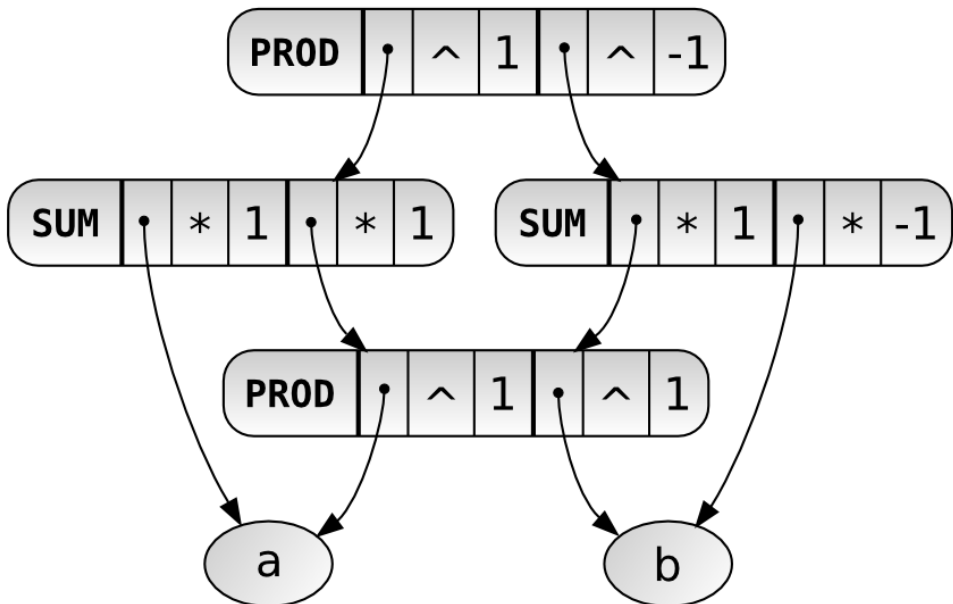 PROD ^ 1 ^ -1
SUM * 1 * 1 SUM * 1 * -1
PROD ^ 1 ^ 1
a b